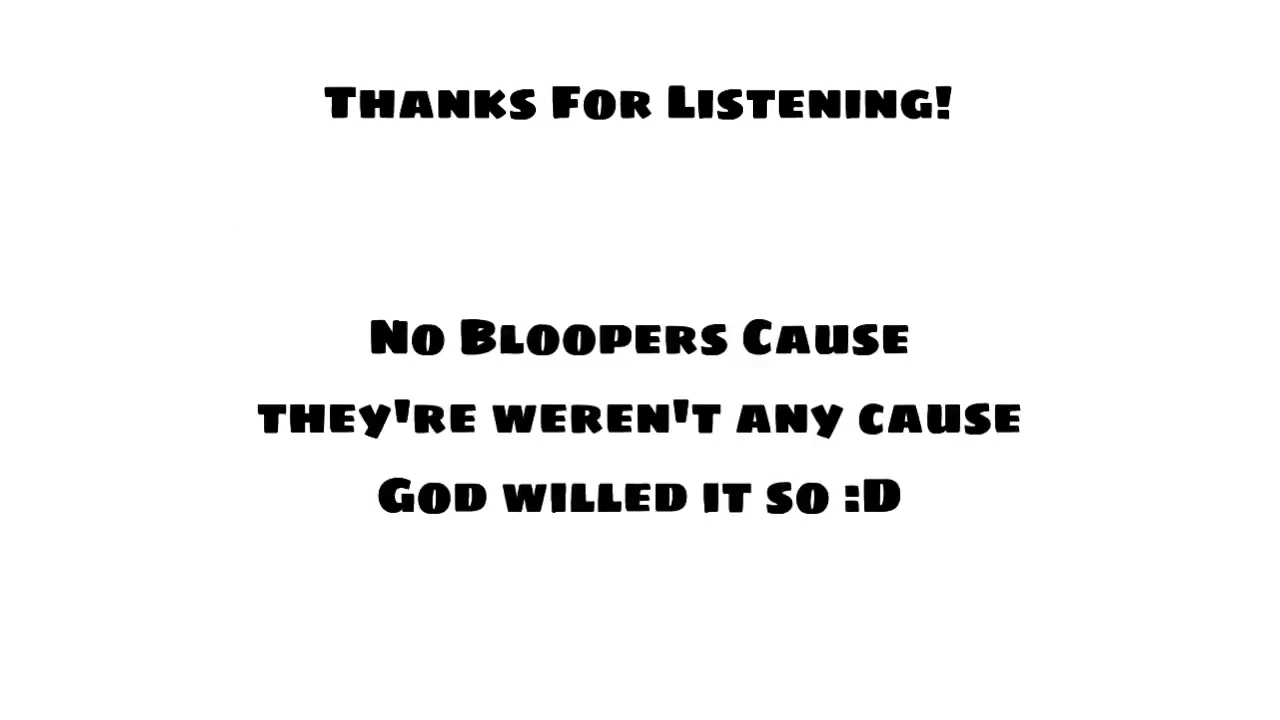 Thanks For Listening!
No Bloopers Cause
they're weren't any cause
God willed it so :D